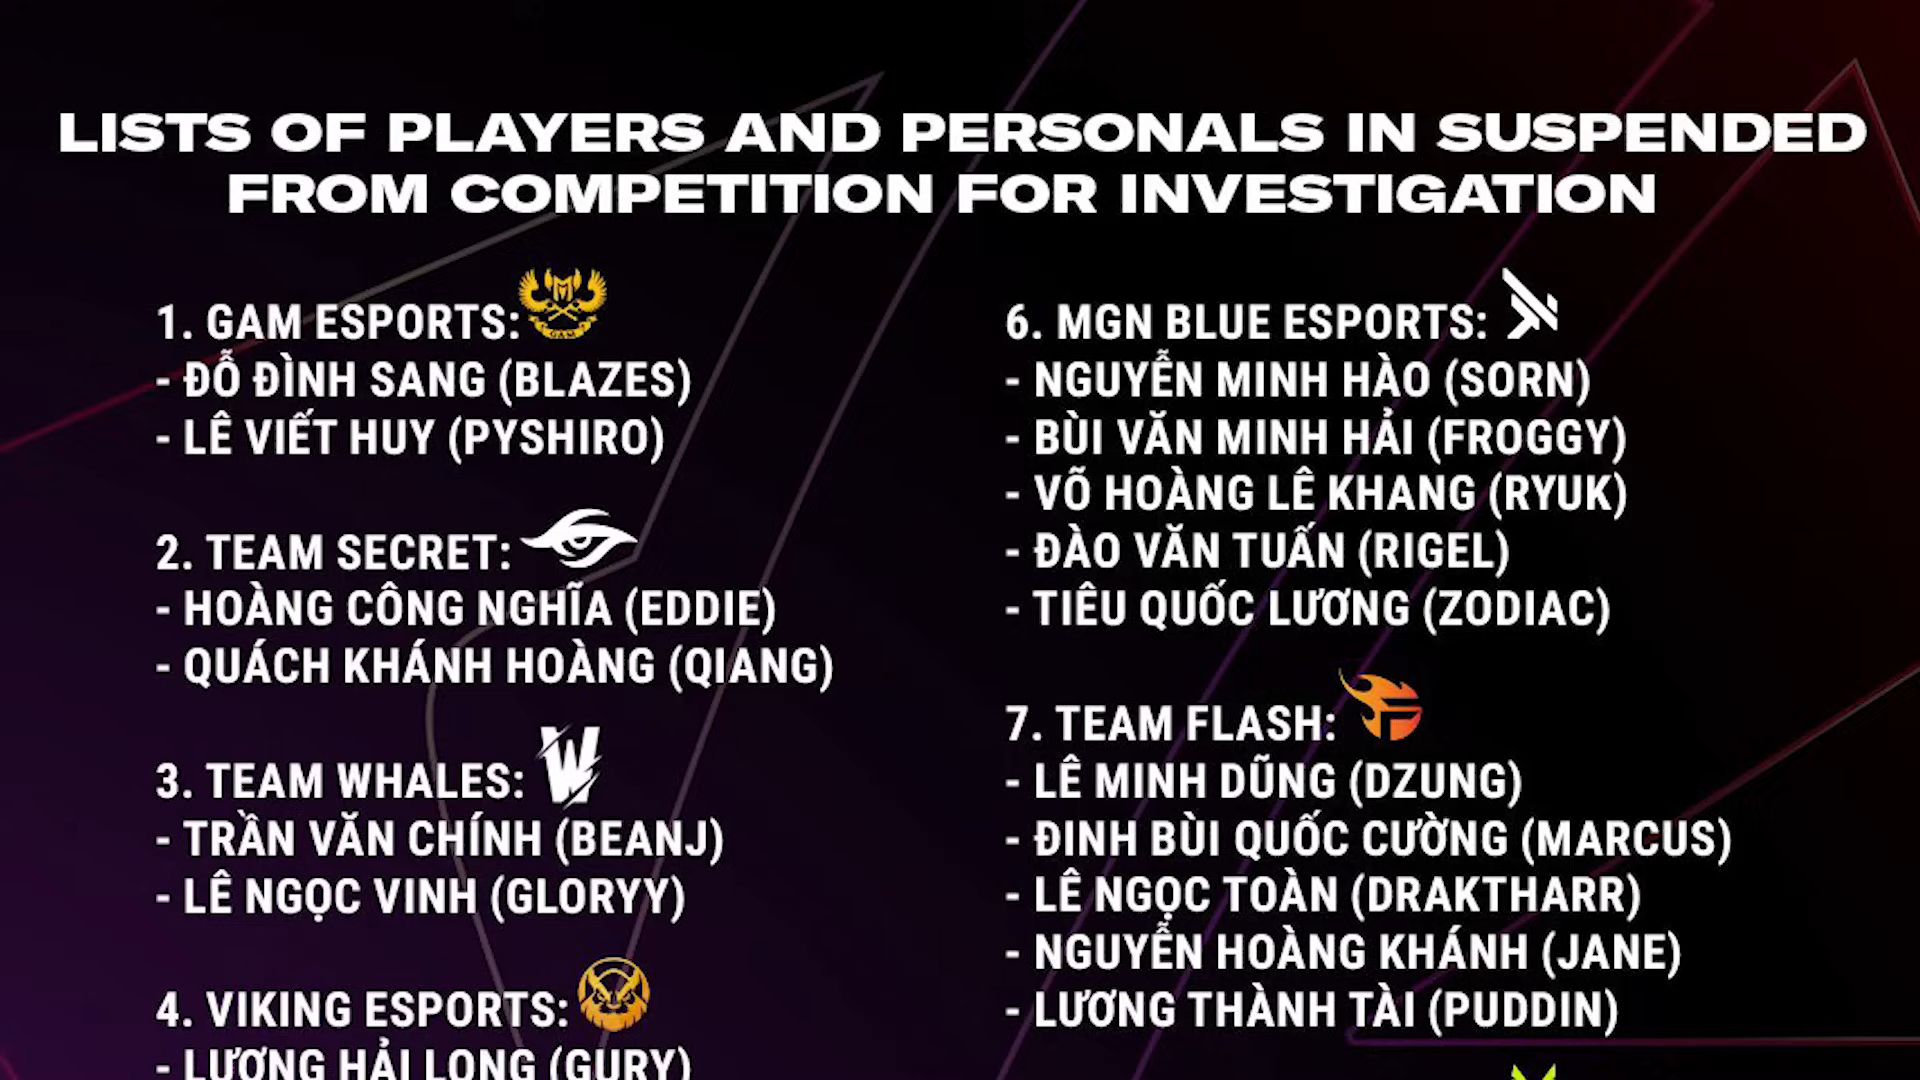 LISTS OF PLAYERS AND PERSONALS IN SUSPENDED
FROM COMPETITION FOR INVESTIGATION
1. GAM ESPORTS:
GAM
- ĐỖ ĐÌNH SANG (BLAZES)
- LÊ VIẾT HUY (PYSHIRO)
2. TEAM SECRET:
- HOÀNG CÔNG NGHĨA (EDDIE)
- QUÁCH KHÁNH HOÀNG (QIANG)
3. TEAM WHALES:
W
- TRẦN VĂN CHÍNH (BEANJ)
- LÊ NGỌC VINH (GLORYY)
4. VIKING ESPORTS:
- LƯƠNG HẢI LONG (GURY)
6. MGN BLUE ESPORTS:
- NGUYỄN MINH HÀO (SORN)
- BÙI VĂN MINH HẢI (FROGGY)
- VÕ HOÀNG LÊ KHANG (RYUK)
- ĐÀO VĂN TUẤN (RIGEL)
- TIÊU QUỐC LƯƠNG (ZODIAC)
7. TEAM FLASH:
- LÊ MINH DŨNG (DZUNG)
- ĐINH BÙI QUỐC CƯỜNG (MARCUS)
- LÊ NGỌC TOÀN (DRAKTHARR)
- NGUYỄN HOÀNG KHÁNH (JANE)
- LƯƠNG THÀNH TÀI (PUDDIN)